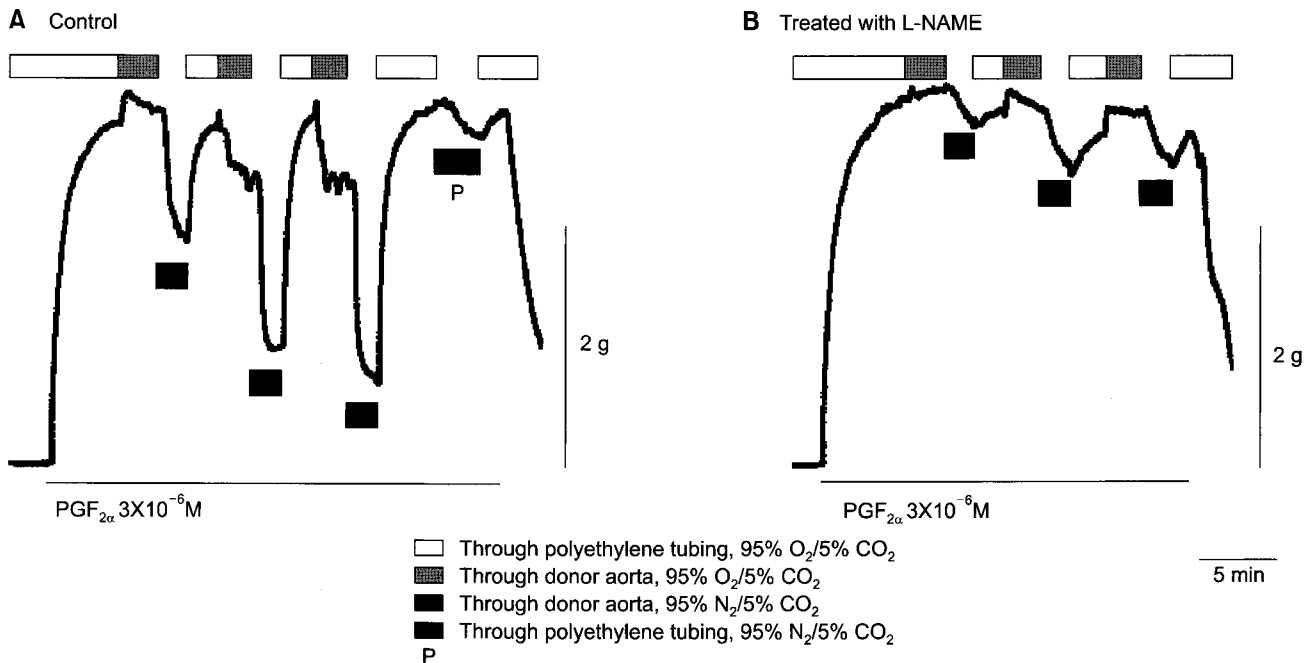 A Control
B Treated with L-NAME
P
2 g
2 g
PGF₂α 3X10⁻⁶M
PGF₂α 3X10⁻⁶M
Through polyethylene tubing, 95% O₂/5% CO₂
Through donor aorta, 95% O₂/5% CO₂
Through donor aorta, 95% N₂/5% CO₂
Through polyethylene tubing, 95% N₂/5% CO₂
P
5 min